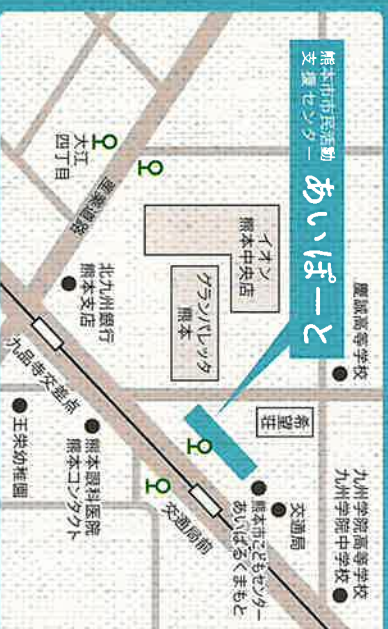 熊本市市民活動
支援センター
あいぽーと
慶誠高等学校
九州学院高等学校
九州学院中学校
イオン
熊本中央店
グランパレッタ
熊本
希望荘
交通局
熊本市こどもセンター
あいぱるくまもと
大江
四丁目
産業道路
北九州銀行
熊本支店
九品寺交差点
交通局前
熊本眼科医院
熊本コンタクト
王栄幼稚園